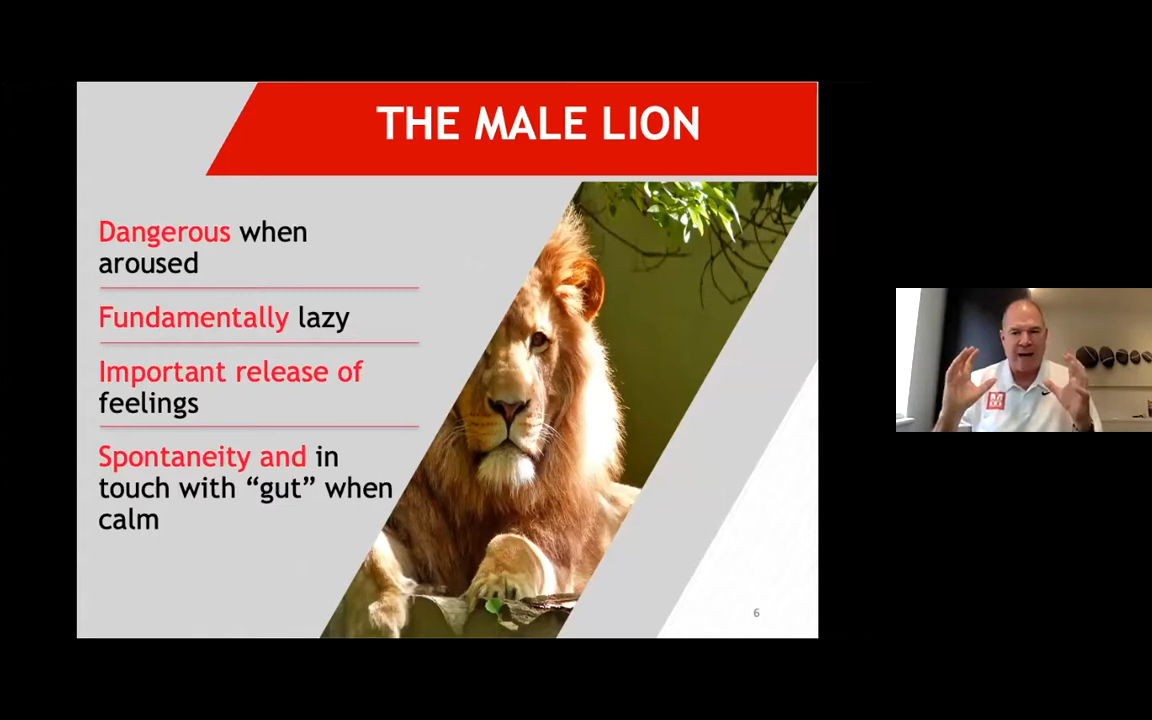 THE MALE LION
Dangerous when
aroused
Fundamentally lazy
Important release of
feelings
Spontaneity and in
touch with “gut” when
calm
6